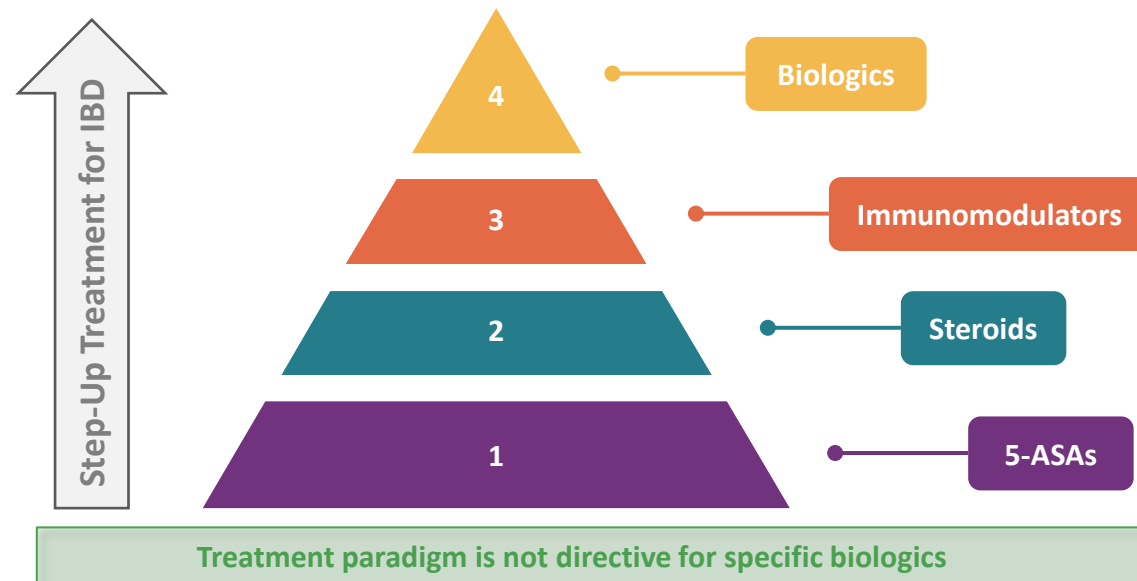 Step-Up Treatment for IBD
4
Biologics
3
Immunomodulators
2
Steroids
1
5-ASAs
Treatment paradigm is not directive for specific biologics